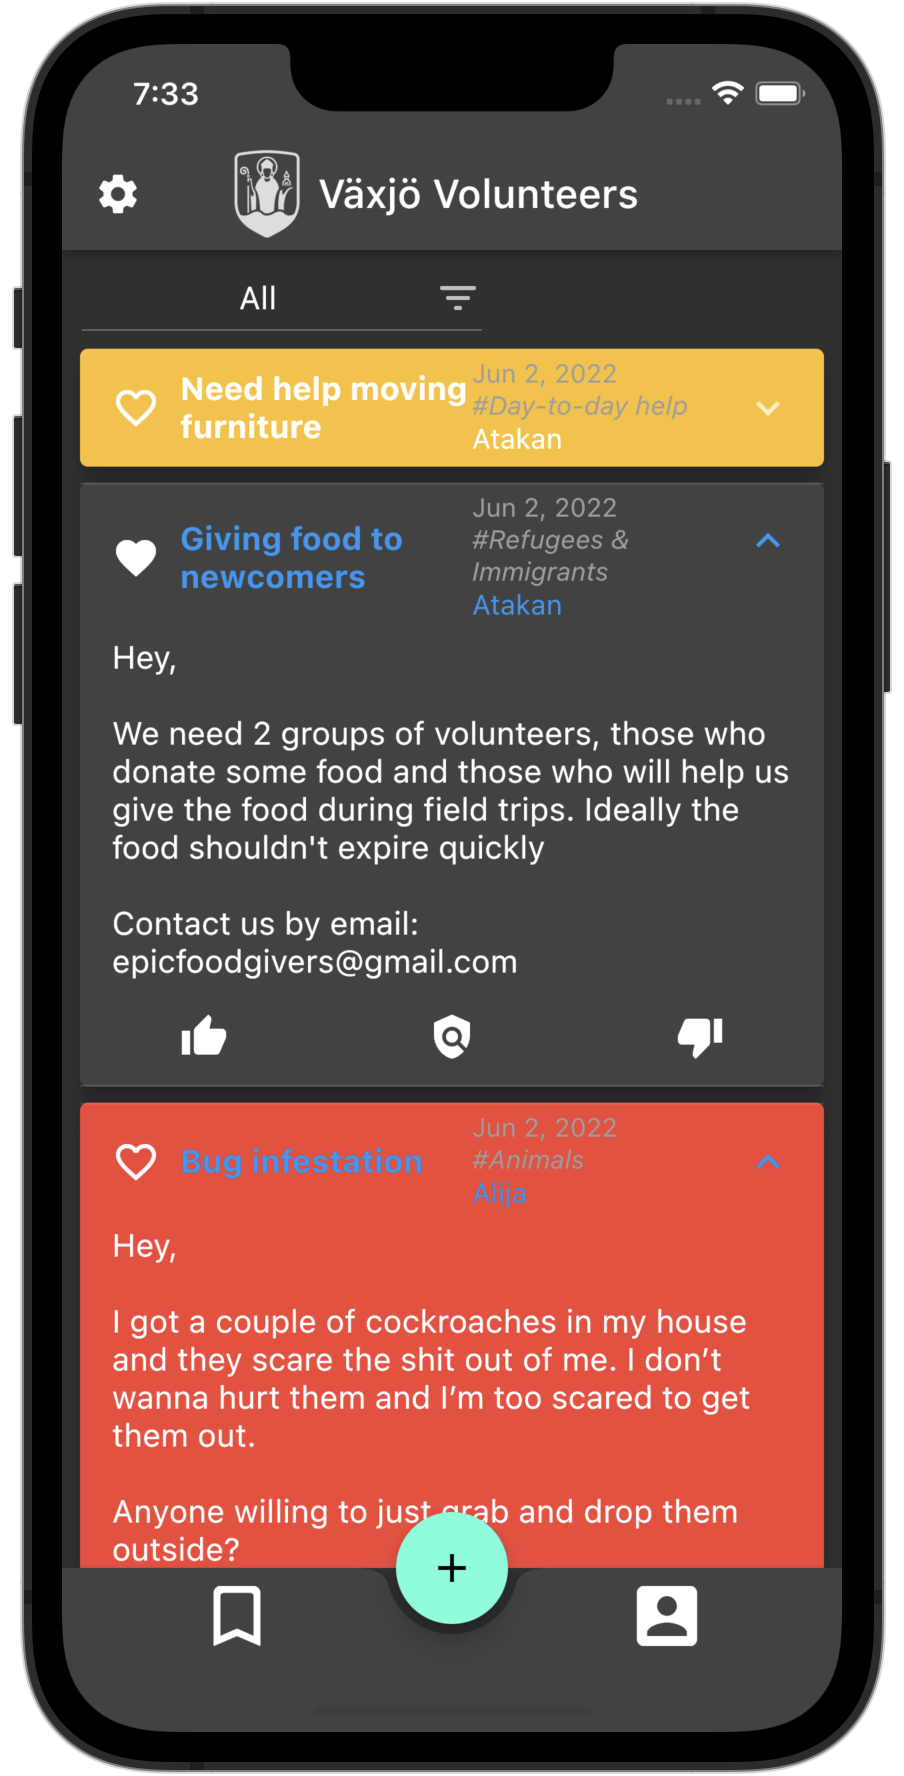 7:33
Växjö Volunteers
All
Need help moving
furniture
Jun 2, 2022
#Day-to-day help
Atakan
Giving food to
newcomers
Jun 2, 2022
#Refugees &
Immigrants
Atakan
Hey,
We need 2 groups of volunteers, those who
donate some food and those who will help us
give the food during field trips. Ideally the
food shouldn't expire quickly
Contact us by email:
epicfoodgivers@gmail.com
Bug infestation
Jun 2, 2022
#Animals
Alija
Hey,
I got a couple of cockroaches in my house
and they scare the shit out of me. I don’t
wanna hurt them and I’m too scared to get
them out.
Anyone willing to just grab and drop them
outside?